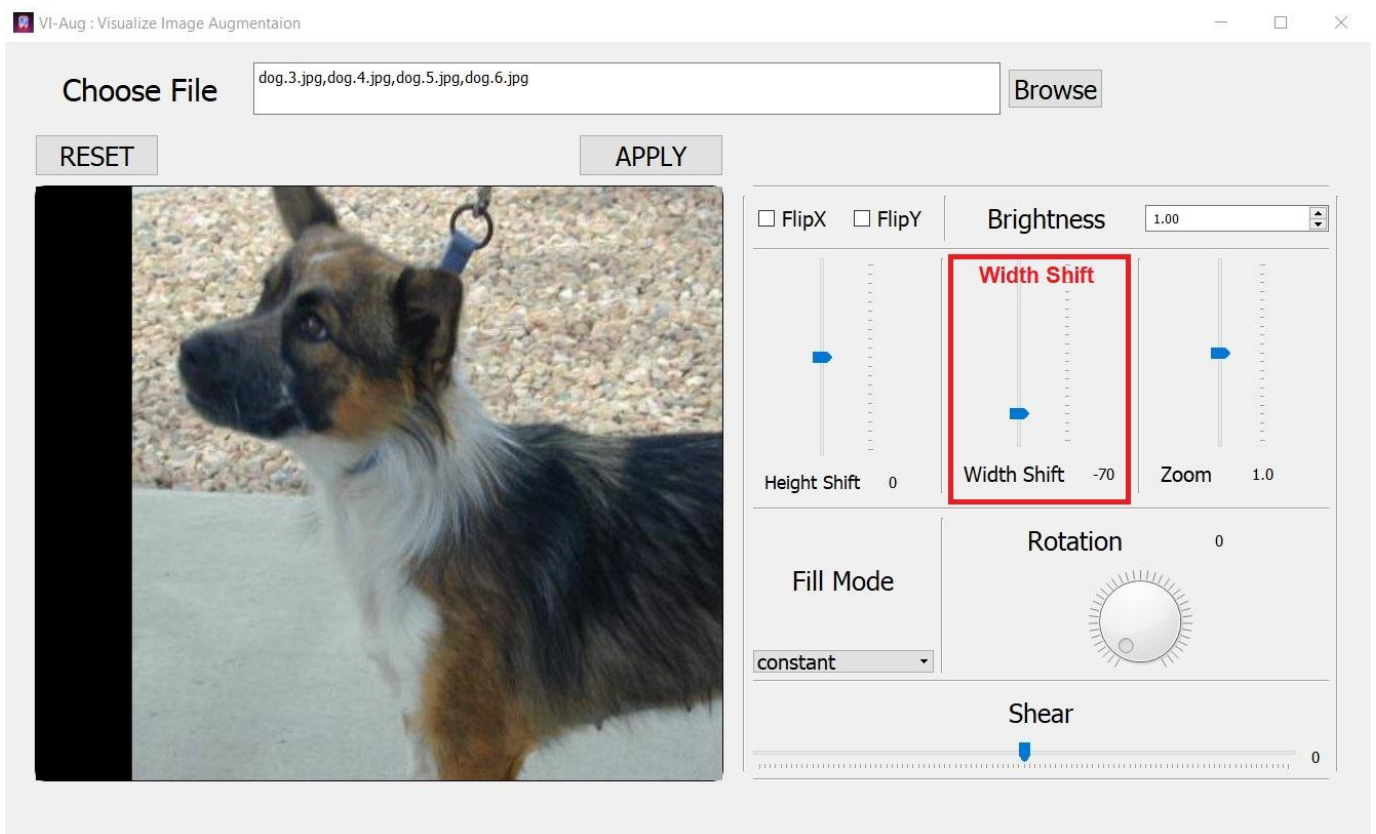 VI-Aug : Visualize Image Augmentaion
Choose File
dog.3.jpg,dog.4.jpg,dog.5.jpg,dog.6.jpg
Browse
RESET
APPLY
FlipX
FlipY
Brightness
1.00
Width Shift
Height Shift 0
Width Shift -70
Zoom 1.0
Rotation 0
Fill Mode
constant
Shear
0